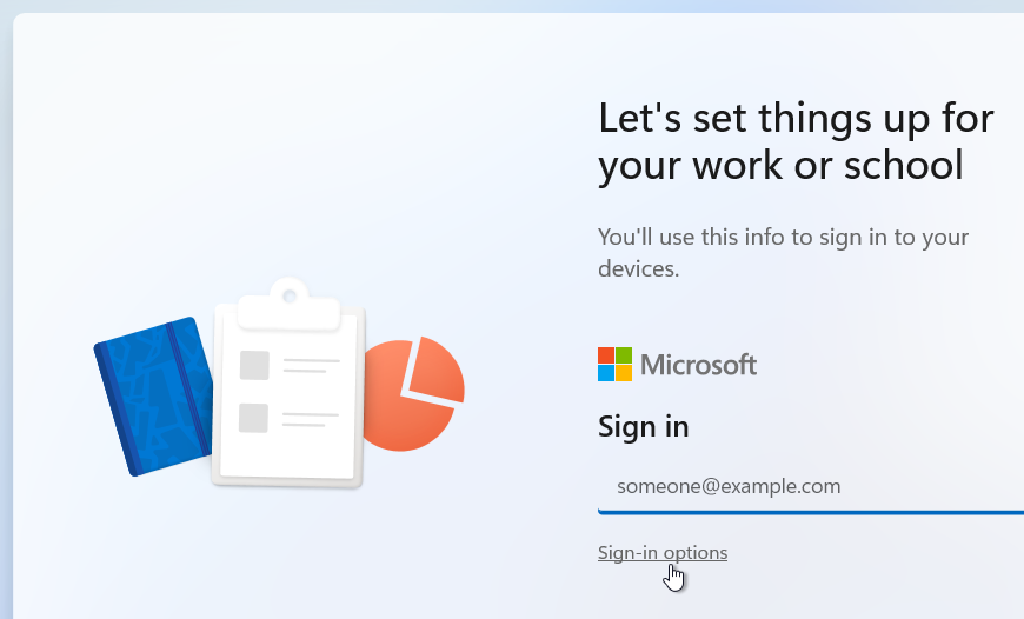 Let's set things up for
your work or school
You'll use this info to sign in to your
devices.
Microsoft
Sign in
someone@example.com
Sign-in options